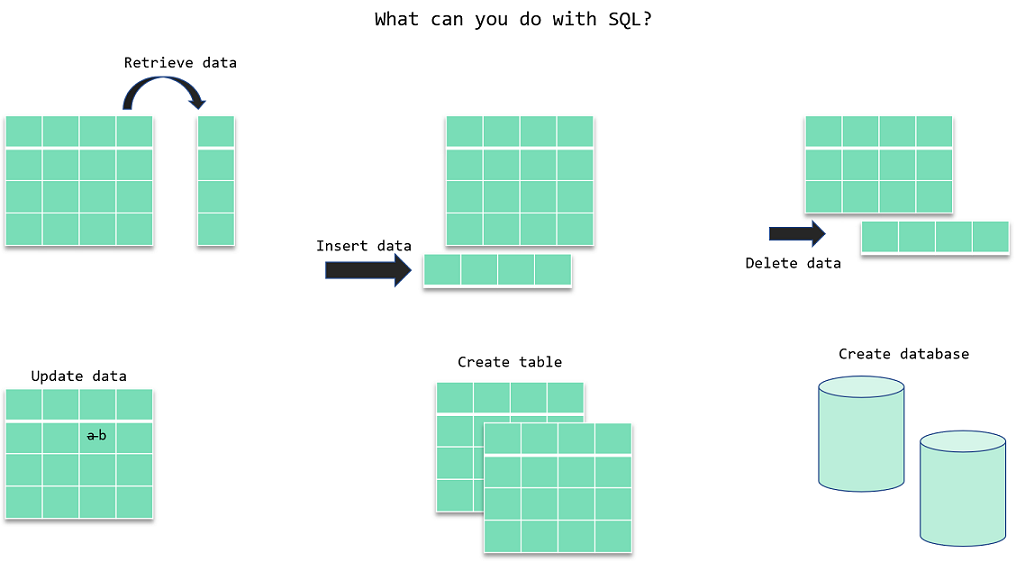 What can you do with SQL?
Retrieve data
Insert data
Delete data
Update data
a b
Create table
Create database